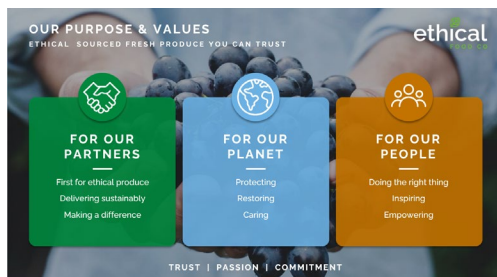 OUR PURPOSE & VALUES
ETHICAL SOURCED FRESH PRODUCE YOU CAN TRUST
ethical
FOOD CO
FOR OUR
PARTNERS
First for ethical produce
Delivering sustainably
Making a difference
FOR OUR
PLANET
Protecting
Restoring
Caring
FOR OUR
PEOPLE
Doing the right thing
Inspiring
Empowering
TRUST | PASSION | COMMITMENT